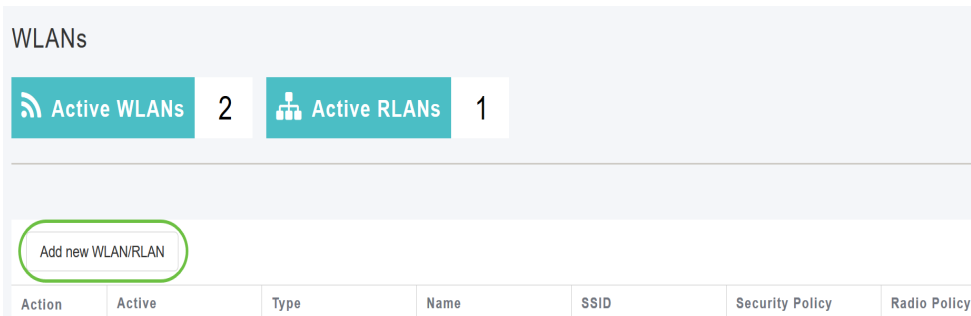 WLANs
Active WLANs 2 Active RLANs 1
Add new WLAN/RLAN
Action Active Type Name SSID Security Policy Radio Policy